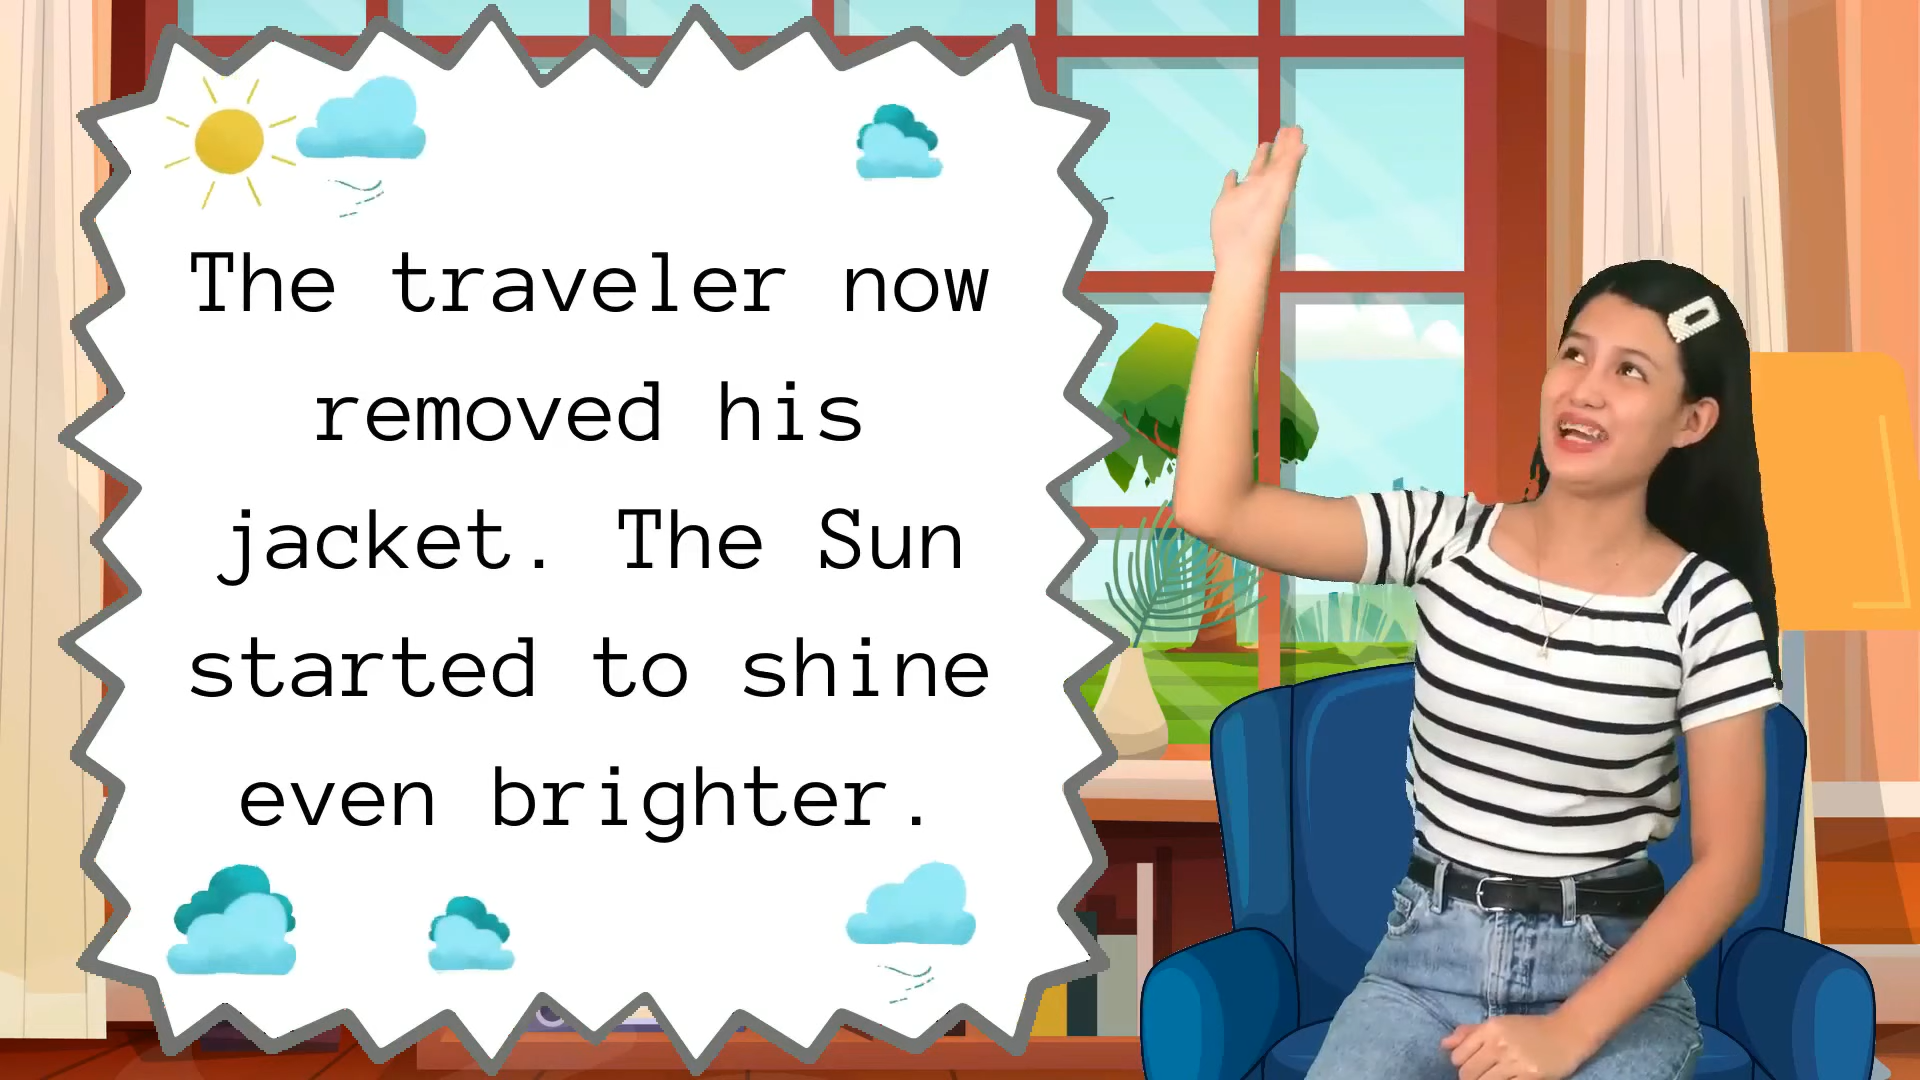 The traveler now
removed his
jacket. The Sun
started to shine
even brighter.